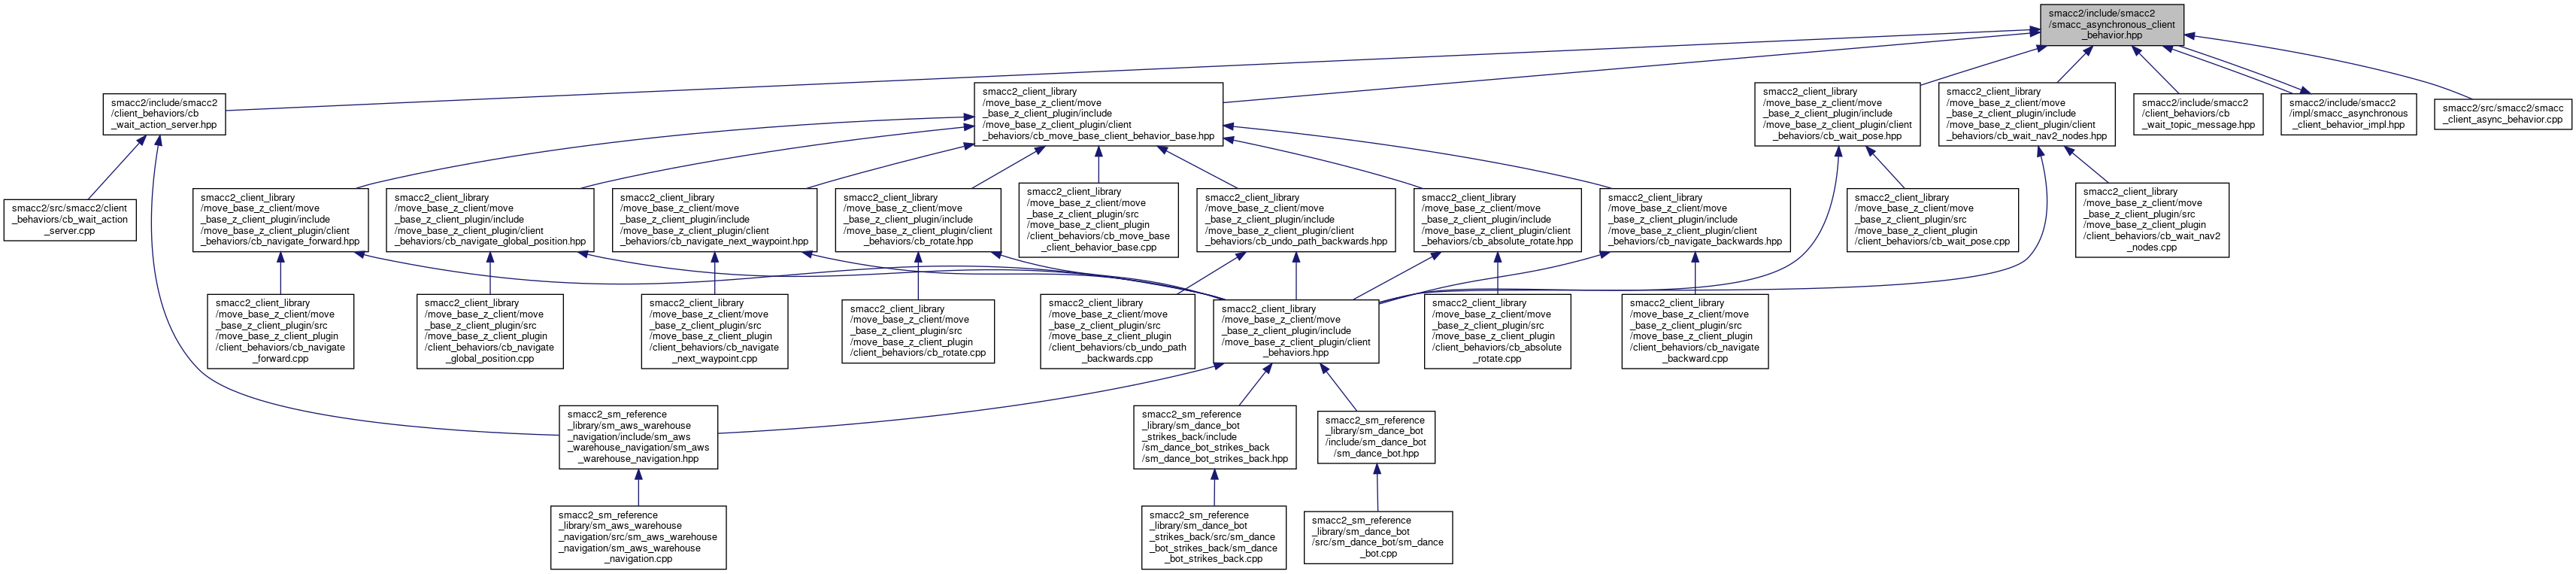 smacc2/include/smacc2
/smacc_asynchronous_client
_behavior.hpp
smacc2/include/smacc2
/client_behaviors/cb
_wait_action_server.hpp
smacc2_client_library
/move_base_z_client/move
_base_z_client_plugin/include
/move_base_z_client_plugin/client
_behaviors/cb_move_base_client_behavior_base.hpp
smacc2_client_library
/move_base_z_client/move
_base_z_client_plugin/include
/move_base_z_client_plugin/client
_behaviors/cb_wait_pose.hpp
smacc2_client_library
/move_base_z_client/move
_base_z_client_plugin/include
/move_base_z_client_plugin/client
_behaviors/cb_wait_nav2_nodes.hpp
smacc2/include/smacc2
/client_behaviors/cb
_wait_topic_message.hpp
smacc2/include/smacc2
/impl/smacc_asynchronous
_client_behavior_impl.hpp
smacc2/src/smacc2/smacc
_client_async_behavior.cpp
smacc2/src/smacc2/client
_behaviors/cb_wait_action
_server.cpp
smacc2_client_library
/move_base_z_client/move
_base_z_client_plugin/include
/move_base_z_client_plugin/client
_behaviors/cb_navigate_forward.hpp
smacc2_client_library
/move_base_z_client/move
_base_z_client_plugin/include
/move_base_z_client_plugin/client
_behaviors/cb_navigate_global_position.hpp
smacc2_client_library
/move_base_z_client/move
_base_z_client_plugin/include
/move_base_z_client_plugin/client
_behaviors/cb_navigate_next_waypoint.hpp
smacc2_client_library
/move_base_z_client/move
_base_z_client_plugin/include
/move_base_z_client_plugin/client
_behaviors/cb_rotate.hpp
smacc2_client_library
/move_base_z_client/move
_base_z_client_plugin/src
/move_base_z_client_plugin
/client_behaviors/cb_move_base
_client_behavior_base.cpp
smacc2_client_library
/move_base_z_client/move
_base_z_client_plugin/include
/move_base_z_client_plugin/client
_behaviors/cb_undo_path_backwards.hpp
smacc2_client_library
/move_base_z_client/move
_base_z_client_plugin/include
/move_base_z_client_plugin/client
_behaviors/cb_absolute_rotate.hpp
smacc2_client_library
/move_base_z_client/move
_base_z_client_plugin/include
/move_base_z_client_plugin/client
_behaviors/cb_navigate_backwards.hpp
smacc2_client_library
/move_base_z_client/move
_base_z_client_plugin/src
/move_base_z_client_plugin
/client_behaviors/cb_wait_pose.cpp
smacc2_client_library
/move_base_z_client/move
_base_z_client_plugin/src
/move_base_z_client_plugin
/client_behaviors/cb_wait_nav2
_nodes.cpp
smacc2_client_library
/move_base_z_client/move
_base_z_client_plugin/src
/move_base_z_client_plugin
/client_behaviors/cb_navigate
_forward.cpp
smacc2_client_library
/move_base_z_client/move
_base_z_client_plugin/src
/move_base_z_client_plugin
/client_behaviors/cb_navigate
_global_position.cpp
smacc2_client_library
/move_base_z_client/move
_base_z_client_plugin/src
/move_base_z_client_plugin
/client_behaviors/cb_navigate
_next_waypoint.cpp
smacc2_client_library
/move_base_z_client/move
_base_z_client_plugin/src
/move_base_z_client_plugin
/client_behaviors/cb_rotate.cpp
smacc2_client_library
/move_base_z_client/move
_base_z_client_plugin/src
/move_base_z_client_plugin
/client_behaviors/cb_undo_path
_backwards.cpp
smacc2_client_library
/move_base_z_client/move
_base_z_client_plugin/include
/move_base_z_client_plugin/client
_behaviors.hpp
smacc2_client_library
/move_base_z_client/move
_base_z_client_plugin/src
/move_base_z_client_plugin
/client_behaviors/cb_absolute
_rotate.cpp
smacc2_client_library
/move_base_z_client/move
_base_z_client_plugin/src
/move_base_z_client_plugin
/client_behaviors/cb_navigate
_backward.cpp
smacc2_sm_reference
_library/sm_aws_warehouse
_navigation/include/sm_aws
_warehouse_navigation/sm_aws
_warehouse_navigation.hpp
smacc2_sm_reference
_library/sm_dance_bot
_strikes_back/include
/sm_dance_bot_strikes_back
/sm_dance_bot_strikes_back.hpp
smacc2_sm_reference
_library/sm_dance_bot
/include/sm_dance_bot
/sm_dance_bot.hpp
smacc2_sm_reference
_library/sm_aws_warehouse
_navigation/src/sm_aws_warehouse
_navigation/sm_aws_warehouse
_navigation.cpp
smacc2_sm_reference
_library/sm_dance_bot
_strikes_back/src/sm_dance
_bot_strikes_back/sm_dance
_bot_strikes_back.cpp
smacc2_sm_reference
_library/sm_dance_bot
/src/sm_dance_bot/sm_dance
_bot.cpp